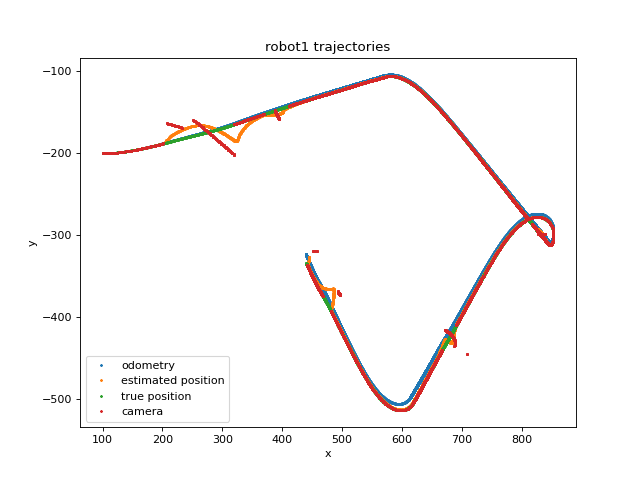 robot1 trajectories
−100
−200
−300
−400
−500
y
odometry
estimated position
true position
camera
100 200 300 400 500 600 700 800
x